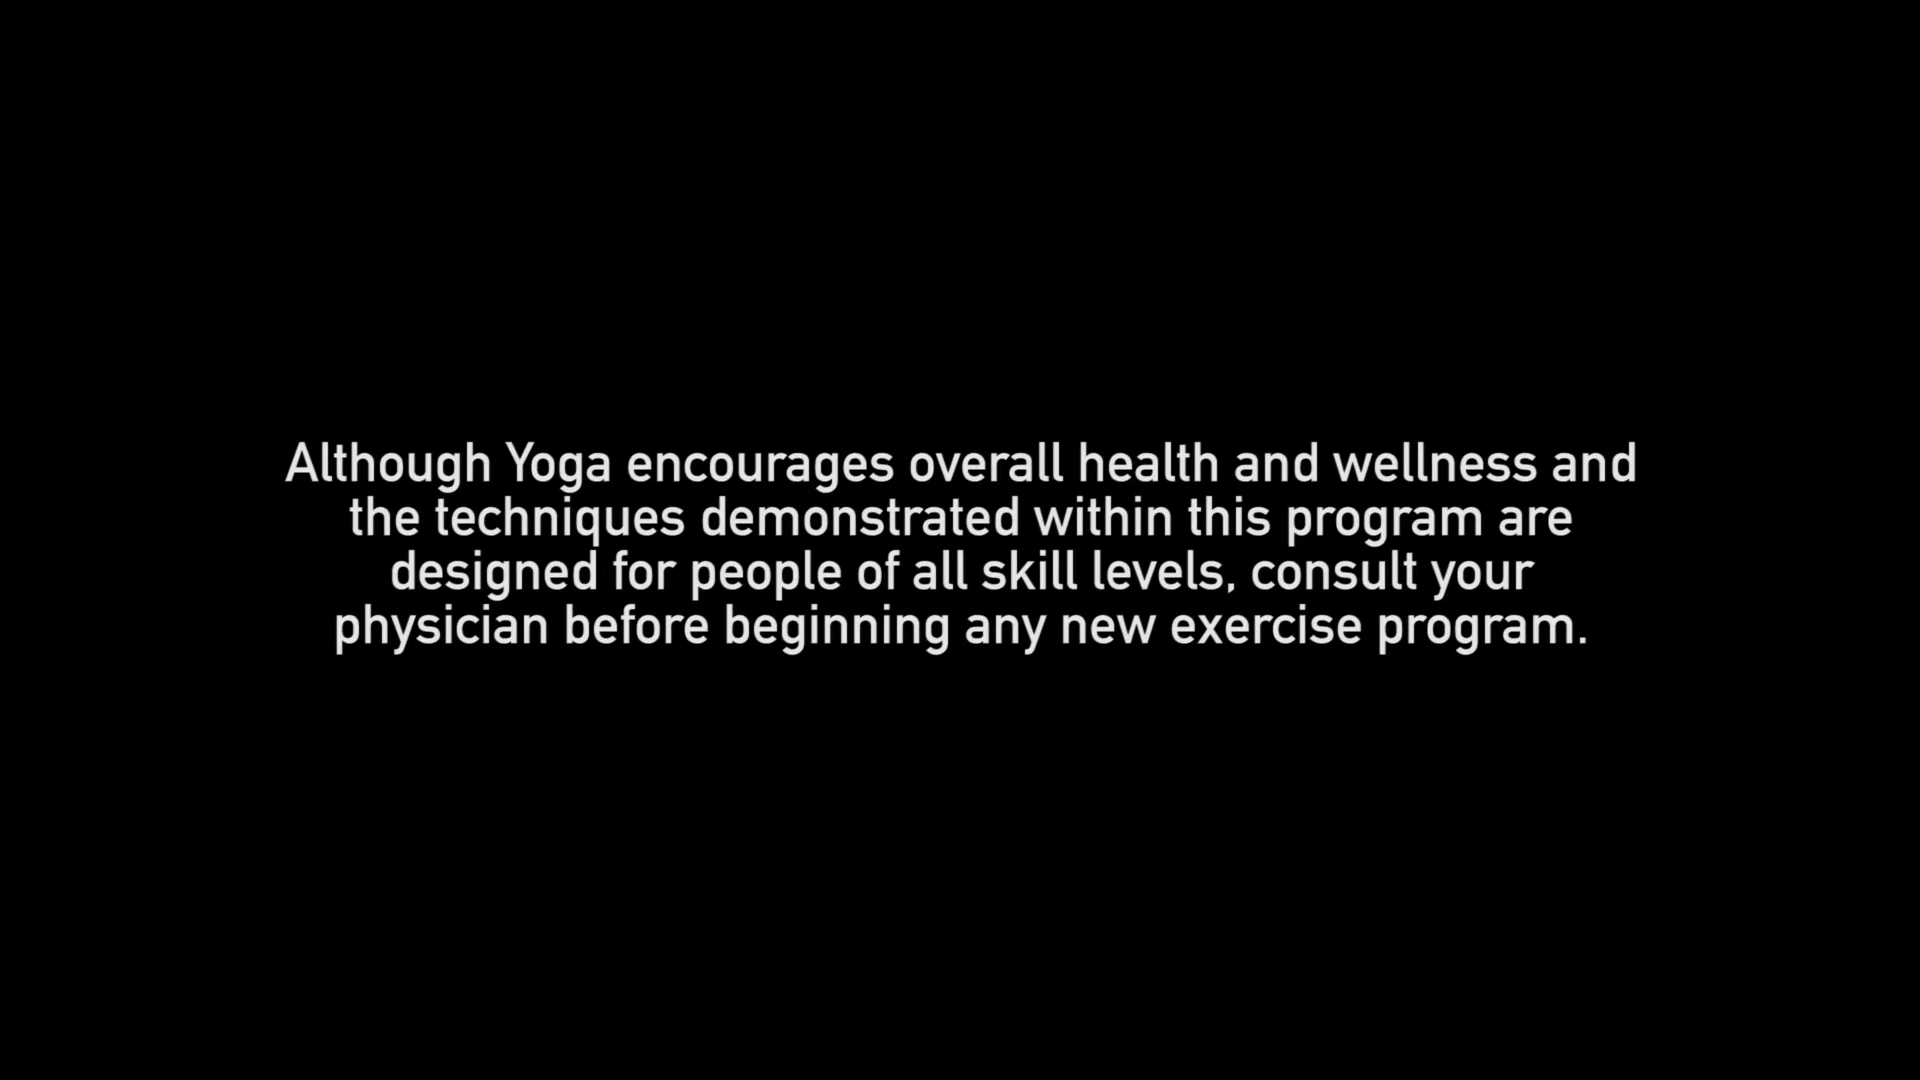 Although Yoga encourages overall health and wellness and
the techniques demonstrated within this program are
designed for people of all skill levels, consult your
physician before beginning any new exercise program.